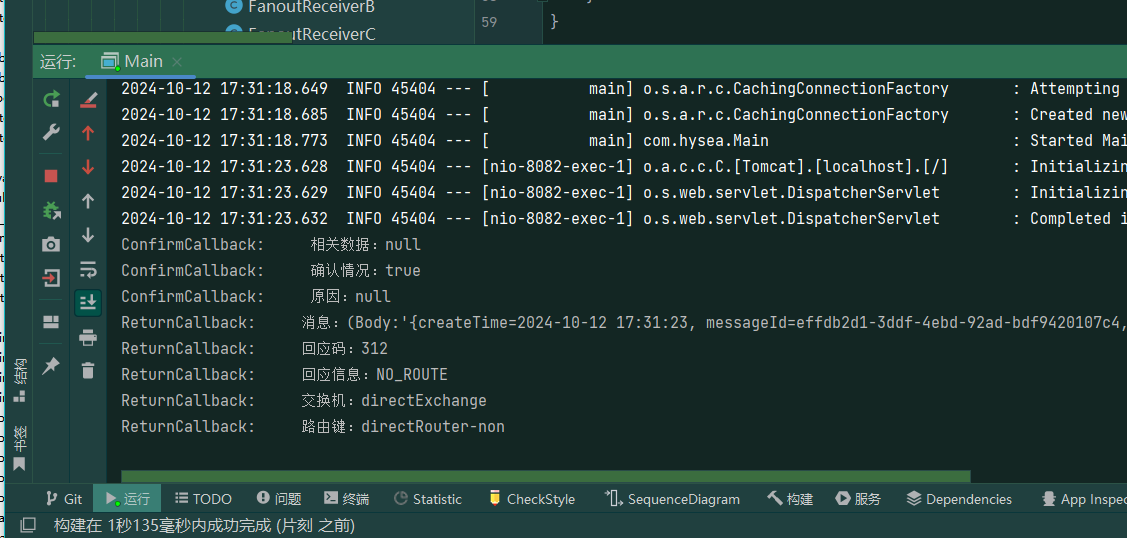 FanoutReceiverB
59 }
FanoutReceiverC
运行: Main ×
2024-10-12 17:31:18.649 INFO 45404 --- [ main] o.s.a.r.c.CachingConnectionFactory : Attempting
2024-10-12 17:31:18.685 INFO 45404 --- [ main] o.s.a.r.c.CachingConnectionFactory : Created new
2024-10-12 17:31:18.773 INFO 45404 --- [ main] com.hysea.Main : Started Mai
2024-10-12 17:31:23.628 INFO 45404 --- [nio-8082-exec-1] o.a.c.c.C.[Tomcat].[localhost].[/] : Initializin
2024-10-12 17:31:23.629 INFO 45404 --- [nio-8082-exec-1] o.s.web.servlet.DispatcherServlet : Initializin
2024-10-12 17:31:23.632 INFO 45404 --- [nio-8082-exec-1] o.s.web.servlet.DispatcherServlet : Completed i
ConfirmCallback: 相关数据：null
ConfirmCallback: 确认情况：true
ConfirmCallback: 原因：null
ReturnCallback: 消息：(Body:'{createTime=2024-10-12 17:31:23, messageId=effdb2d1-3ddf-4ebd-92ad-bdf9420107c4,
ReturnCallback: 回应码：312
ReturnCallback: 回应信息：NO_ROUTE
ReturnCallback: 交换机：directExchange
ReturnCallback: 路由键：directRouter-non
结构
书签
Git 运行 TODO 问题 终端 Statistic CheckStyle SequenceDiagram 构建 服务 Dependencies App Inspec
构建在 1秒135毫秒内成功完成 (片刻 之前)